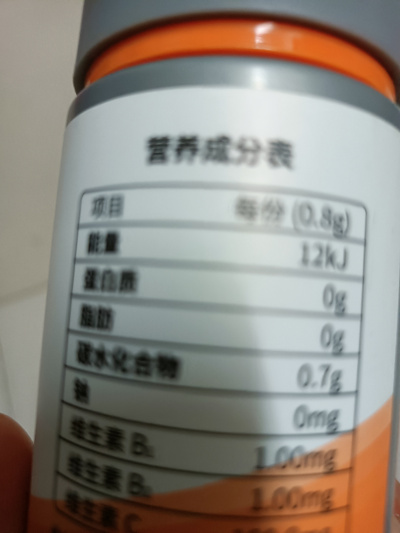 营养成分表
项目 每份 (0.8g)
能量 12kJ
蛋白质 0g
脂肪 0g
碳水化合物 0.7g
钠 0mg
维生素 B 1.00mg
维生素 B 1.00mg
维生素 C